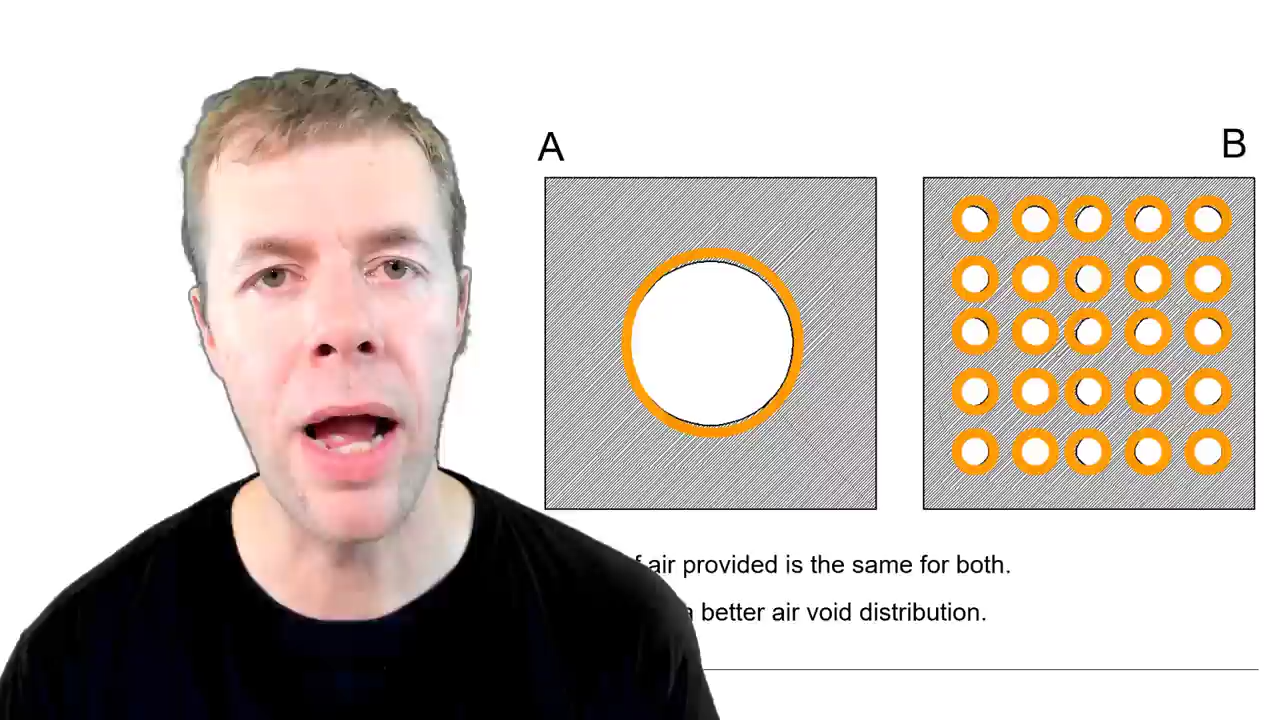 A
B
air provided is the same for both.
better air void distribution.